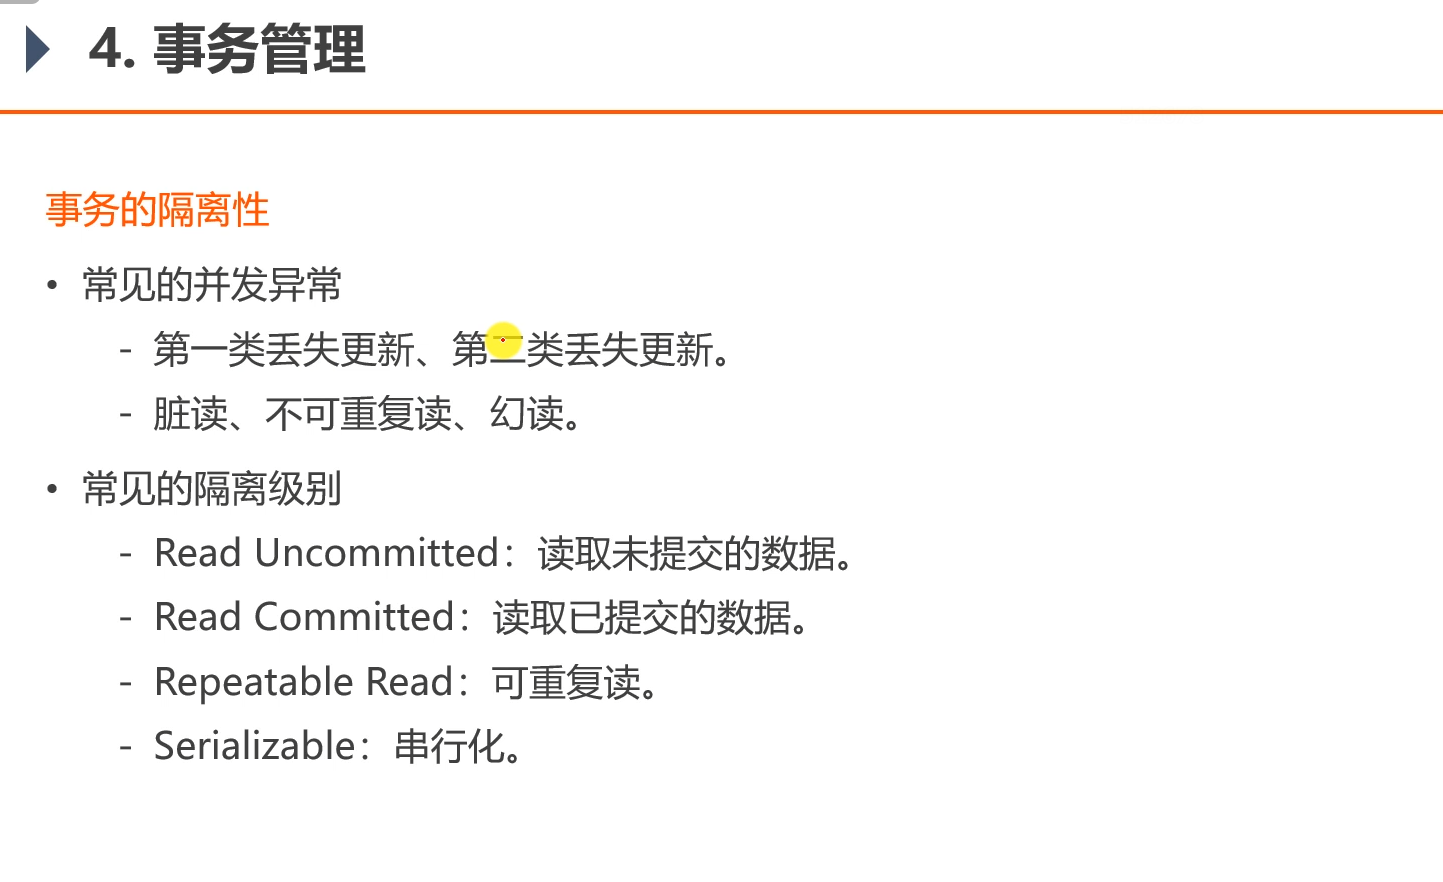 4. 事务管理
事务的隔离性
• 常见的并发异常
- 第一类丢失更新、第二类丢失更新。
- 脏读、不可重复读、幻读。
• 常见的隔离级别
- Read Uncommitted：读取未提交的数据。
- Read Committed：读取已提交的数据。
- Repeatable Read：可重复读。
- Serializable：串行化。